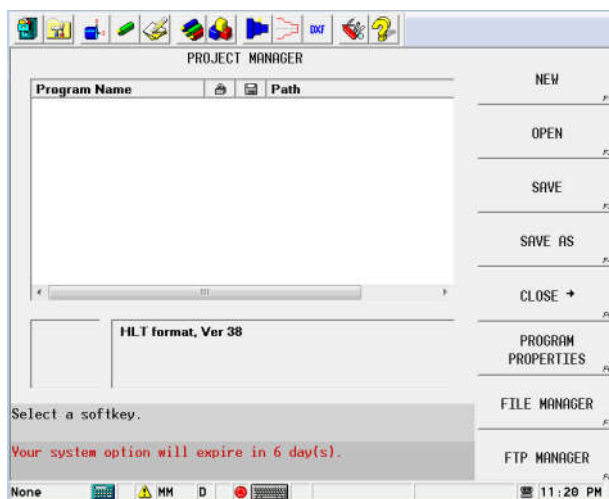 DXF
PROJECT MANAGER
Program Name Path
HLT format, Ver 38
Select a softkey.
Your system option will expire in 6 day(s).
NEW
OPEN
SAVE
SAVE AS
CLOSE →
PROGRAM
PROPERTIES
FILE MANAGER
FTP MANAGER
None MM D 11:20 PM